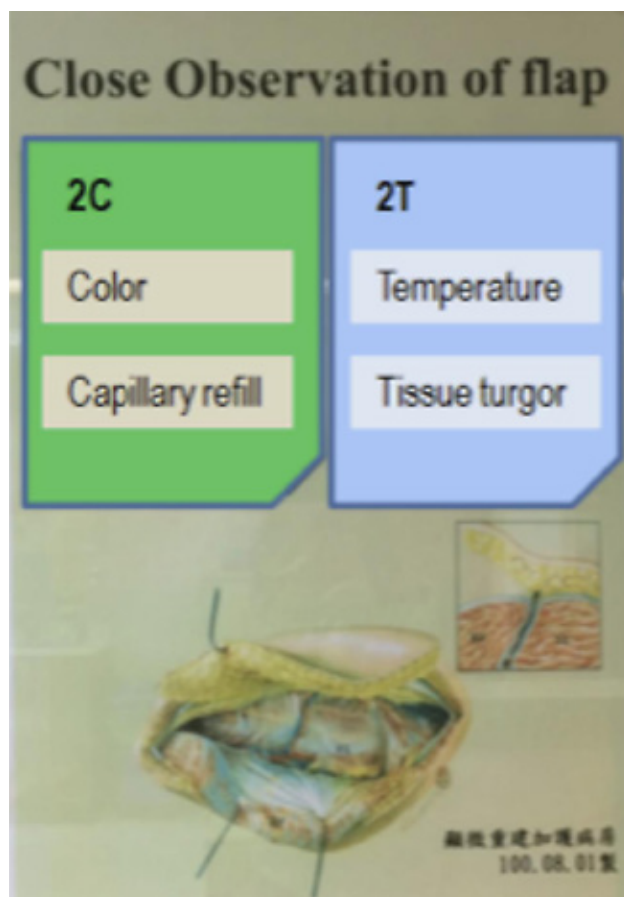 Close Observation of flap
2C
Color
Capillary refill
2T
Temperature
Tissue turgor
顯微重建加護病房
100.08.01製